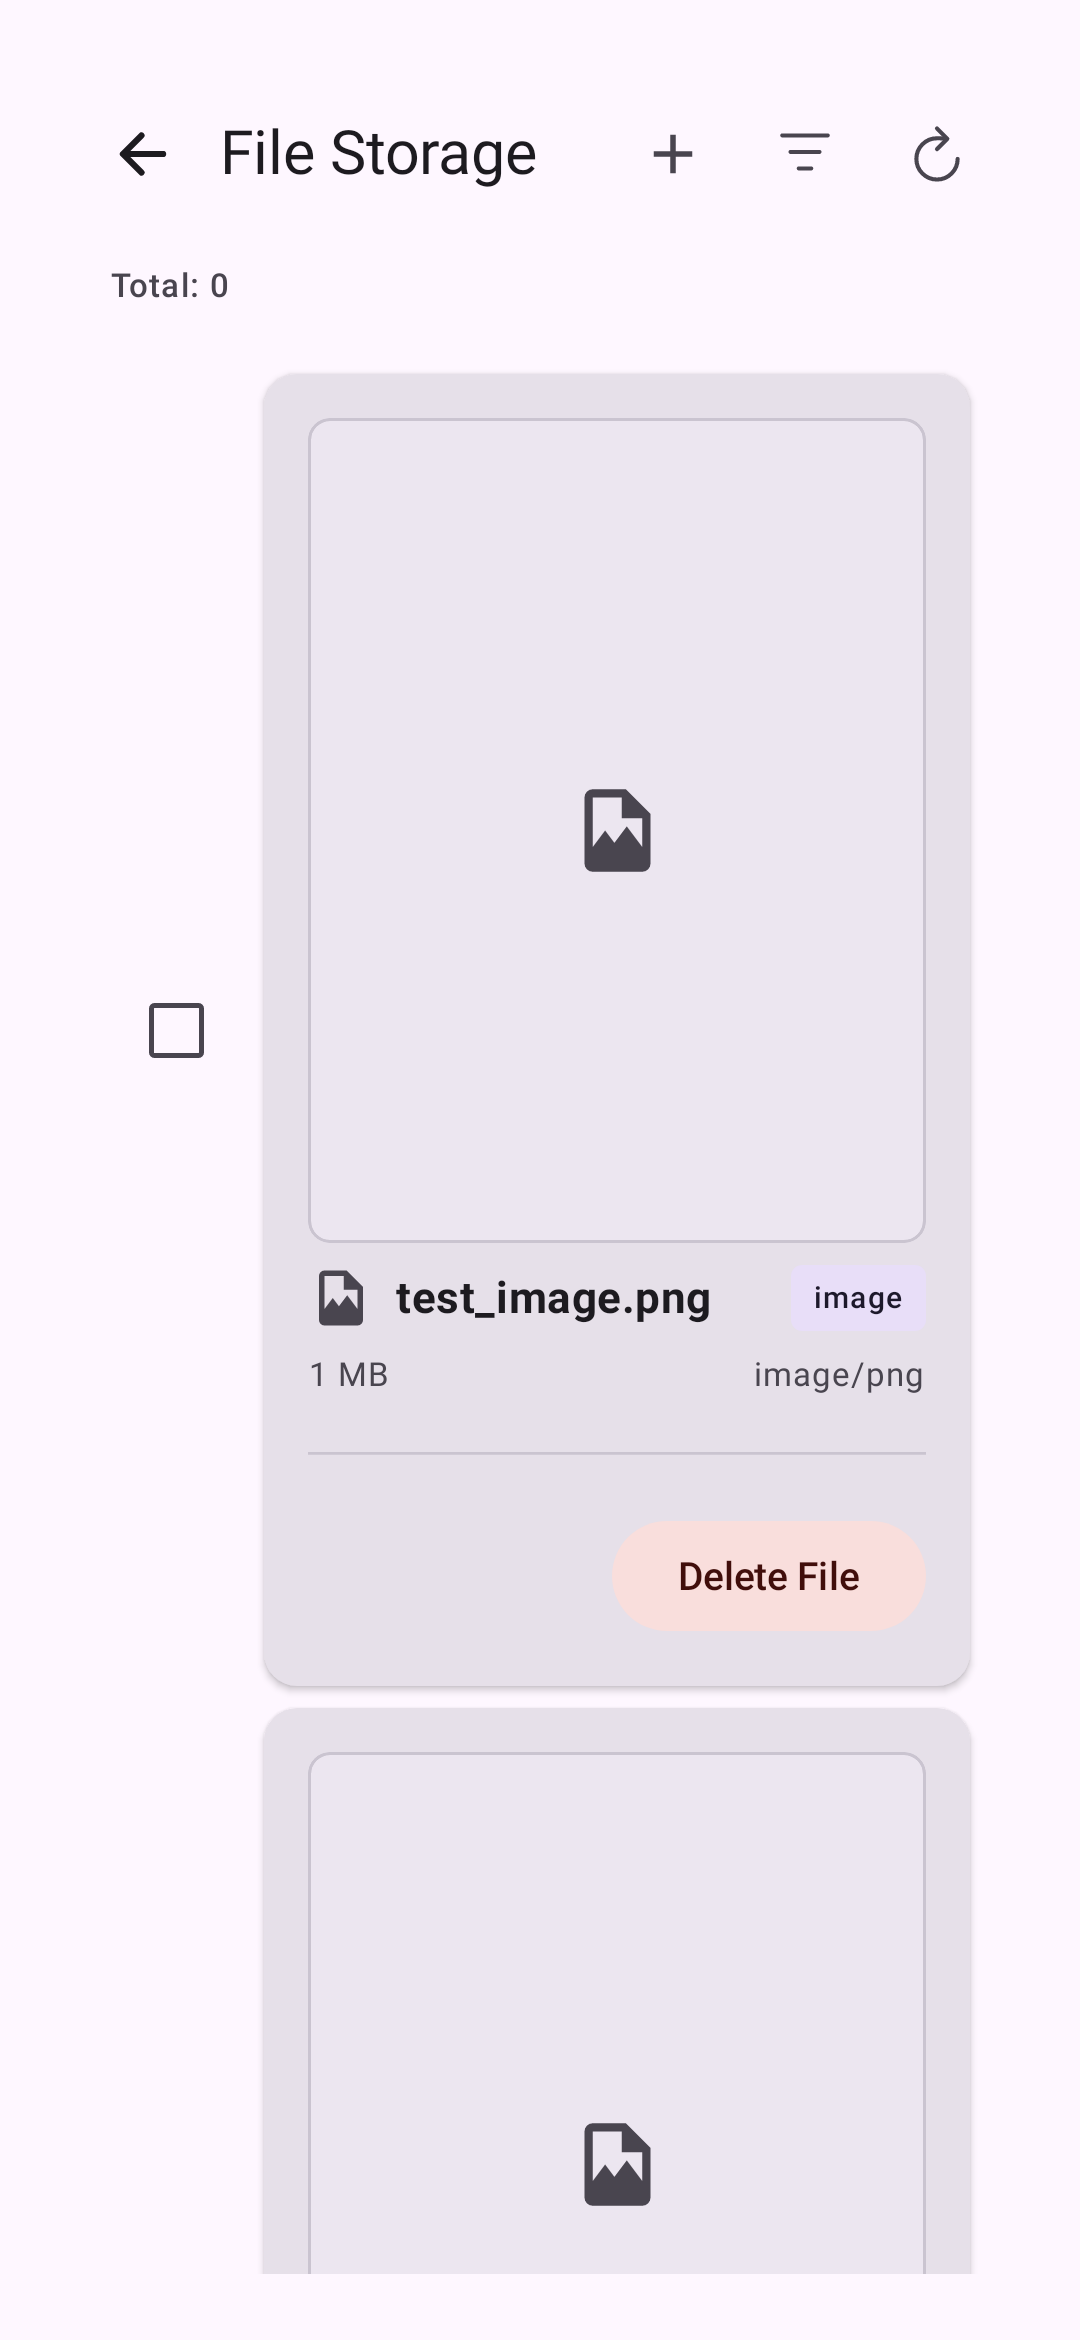 File Storage
Total: 0
test_image.png
image
1 MB
image/png
Delete File